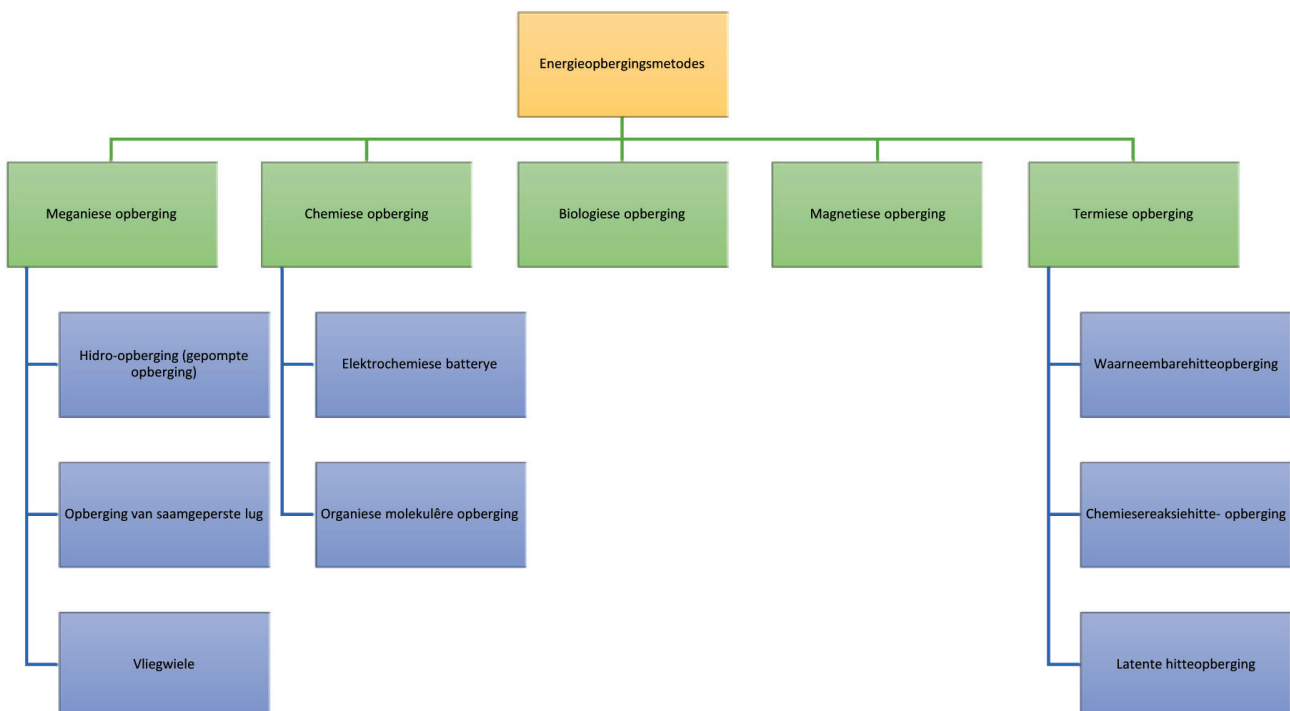 Energieopbergingsmetodes
Meganiese opberging
Chemiese opberging
Biologiese opberging
Magnetiese opberging
Termiese opberging
Hidro-opberging (gepompte
opberging)
Elektrochemiese batterye
Waarneembarehitteopberging
Opberging van saamgeperste lug
Organiese molekulêre opberging
Chemiesereaksiehitte- opberging
Vliegwiele
Latente hitteopberging